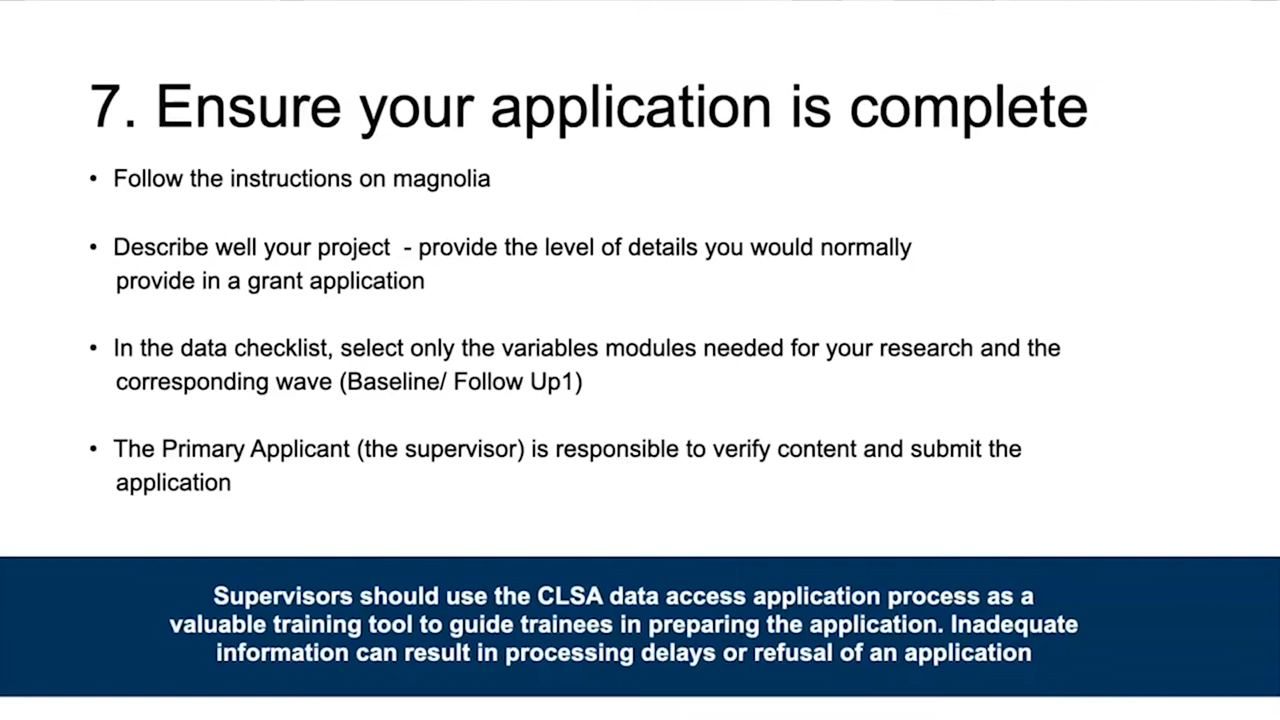 7. Ensure your application is complete
• Follow the instructions on magnolia
• Describe well your project - provide the level of details you would normally
provide in a grant application
• In the data checklist, select only the variables modules needed for your research and the
corresponding wave (Baseline/ Follow Up1)
• The Primary Applicant (the supervisor) is responsible to verify content and submit the
application
Supervisors should use the CLSA data access application process as a
valuable training tool to guide trainees in preparing the application. Inadequate
information can result in processing delays or refusal of an application